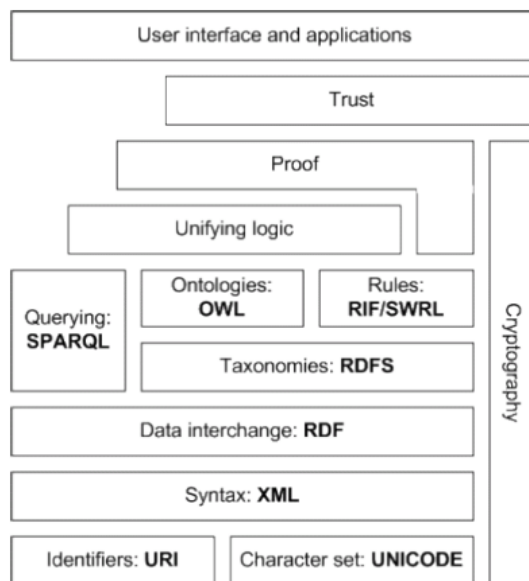 User interface and applications
Trust
Proof
Unifying logic
Querying:
SPARQL
Ontologies:
OWL
Rules:
RIF/SWRL
Taxonomies: RDFS
Cryptography
Data interchange: RDF
Syntax: XML
Identifiers: URI
Character set: UNICODE